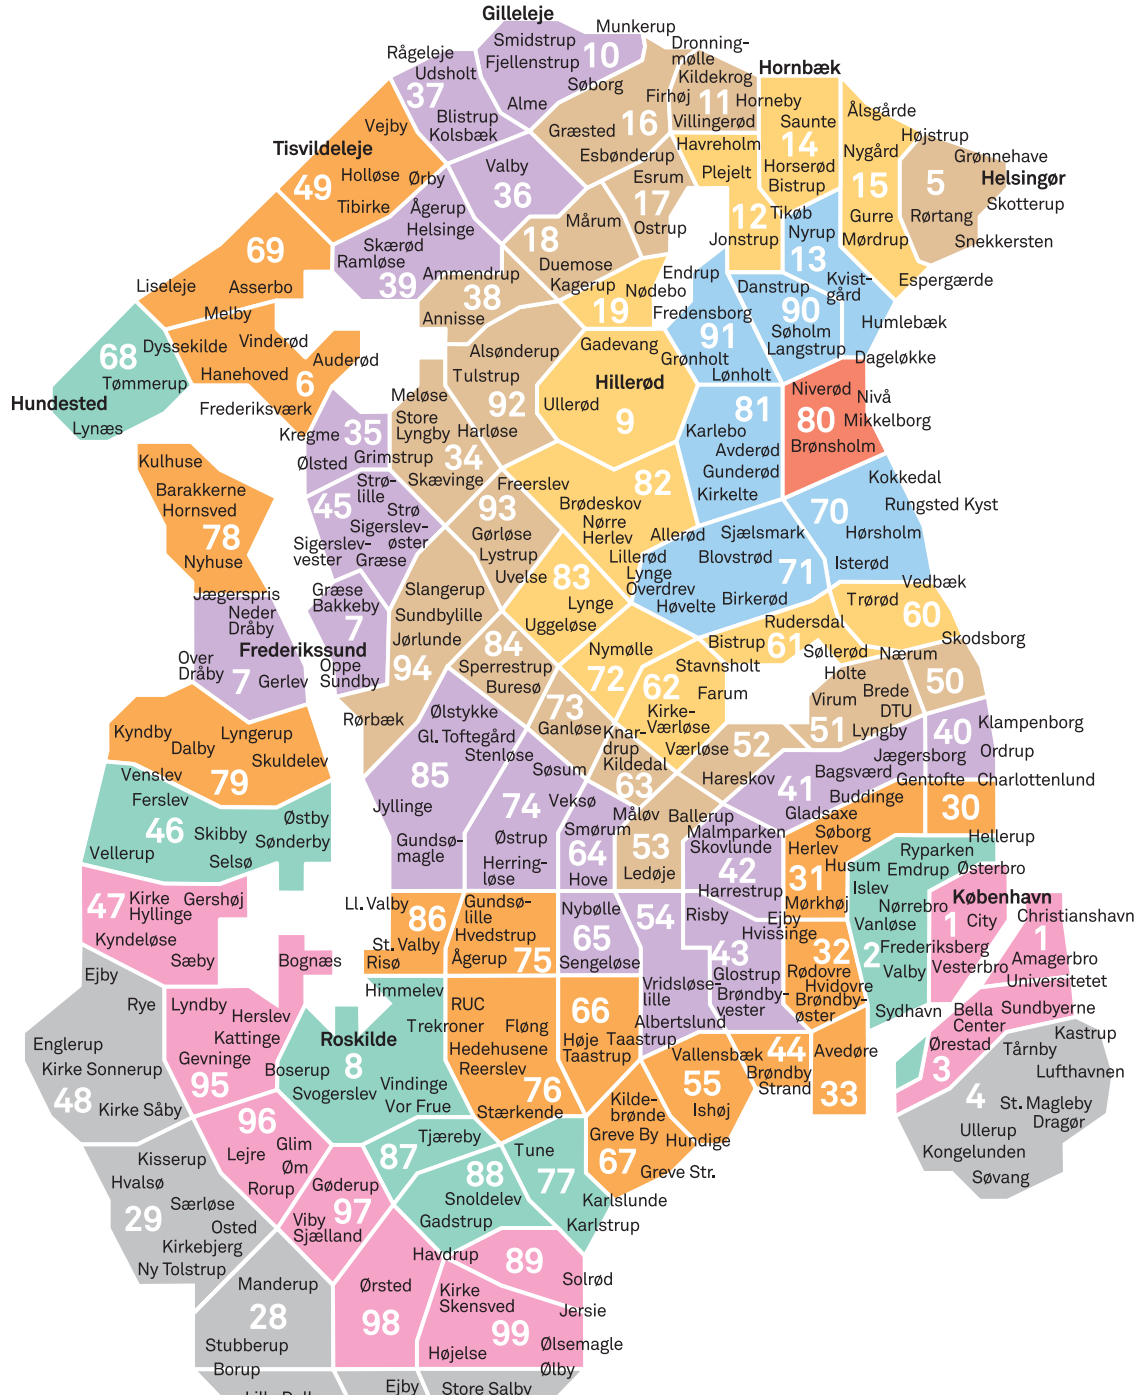 Gilleleje
Munkerup
Smidstrup
Dronning-
mølle
Rågeleje
Fjellenstrup
10
Hornbæk
Udsholt
Kildekrog
Søborg
37
Firhøj
11
Horneby
Ålsgårde
Alme
Blistrup
Villingerød
Saunte
Vejby
Kolsbæk
Græsted
16
Højstrup
Tisvildeleje
Havreholm
14
Nygård
Esbønderup
Grønnehave
Valby
Horserød
Holløse
Ørby
Plejelt
Bistrup
15
5
Helsingør
49
36
Esrum
Skotterup
Tibirke
Ågerup
17
12
Tikøb
Gurre
Rørtang
Helsinge
Mårum
Ostrup
Nyrup
Skærød
18
Jonstrup
Mørdrup
Snekkersten
69
Ramløse
Duemose
13
Ammendrup
Endrup
Kvist-
gård
Espergærde
Liseleje
Asserbo
39
38
Kagerup
Nødebo
Danstrup
Melby
Annisse
19
Fredensborg
90
Humlebæk
Vinderød
91
Søholm
Dyssekilde
Gadevang
Langstrup
68
Auderød
Alsønderup
Grønholt
Dageløkke
Hanehoved
Tulstrup
Lønholt
Tømmerup
6
Hillerød
Niverød
Hundested
Meløse
92
Ullerød
81
Nivå
Frederiksværk
Store
Lyngby
9
80
Mikkelborg
Lynæs
Kregme
35
Harløse
Karlebo
Brønsholm
Kulhuse
Ølsted
Grimstrup
34
Avderød
Gunderød
Kokkedal
Strø-
lille
Skævinge
Freerslev
82
Kirkelte
Barakkerne
45
Strø
93
Brødeskov
Rungsted Kyst
Hornsved
70
Sigerslev-
øster
Nørre
Herlev
Allerød
Sjælsmark
Hørsholm
78
Sigerslev-
vester
Gørløse
Lystrup
Lillerød
Blovstrød
Nyhuse
Græse
Isterød
Uvelse
83
Lynge
Overdrev
71
Jægerspris
Græse
Bakkeby
Slangerup
Birkerød
Vedbæk
Neder
Dråby
Lynge
Høvelte
Trørød
Sundbylille
Rudersdal
60
7
Uggeløse
Bistrup
61
Skodsborg
Frederikssund
Jørlunde
84
Nymølle
Søllerød
Over
Dråby
Oppe
Sundby
94
Sperrestrup
Stavnsholt
Nærum
7
Gerlev
Buresø
72
62
Holte
50
Farum
Virum
Brede
Rørbæk
Ølstykke
73
Kirke-
Værløse
DTU
Kyndby
Lyngerup
Gl. Toftegård
Ganløse
Knar-
drup
51
Lyngby
40
Klampenborg
Dalby
Stenløse
Værløse
52
Jægersborg
Ordrup
Skuldelev
Venslev
79
85
Søsum
Kildedal
Hareskov
Bagsværd
Gentofte
Charlottenlund
Ferslev
63
41
Jyllinge
74
Veksø
Buddinge
Østby
Måløv
Ballerup
Gladsaxe
30
46
Skibby
Smørum
Malmparken
Søborg
Hellerup
Sønderby
Gundsø-
magle
Østrup
53
Skovlunde
Herlev
Ryparken
Vellerup
Selsø
Herring-
løse
64
Ledøje
42
Husum
Emdrup
Østerbro
Hove
31
Islev
Harrestrup
København
47
Kirke
Hyllinge
Gershøj
Ll. Valby
Gundsø-
lille
Nybølle
54
Risby
Mørkhøj
Nørrebro
City
Christianshavn
86
Ejby
Vanløse
1
1
Hvedstrup
65
Hvissinge
Kyndeløse
St. Valby
43
32
Frederiksberg
Amagerbro
Sæby
Bognæs
Risø
Ågerup
75
Sengeløse
Glostrup
Rødovre
2
Valby
Vesterbro
Ejby
Himmelev
Vridsløse-
lille
Hvidovre
Universitetet
Rye
Lyndby
RUC
66
Brøndby-
vester
Brøndby-
øster
Sydhavn
Bella
Center
Sundbyerne
Herslev
Trekroner
Fløng
Albertslund
Kastrup
Kattinge
Roskilde
Høje
Taastrup
Taastrup
Ørestad
Englerup
Hedehusene
Vallensbæk
44
Avedøre
Tårnby
Gevninge
8
Reerslev
3
Kirke Sonnerup
Boserup
Brøndby
Strand
Lufthavnen
95
Svogerslev
Vindinge
76
55
33
48
Kirke Såby
Vor Frue
Stærkende
Kilde-
brønde
Ishøj
4
St. Magleby
96
Dragør
Glim
Tjæreby
Greve By
Hundige
Ullerup
Kisserup
Lejre
Øm
87
Tune
67
Kongelunden
Hvalsø
Rorup
Gøderup
88
77
Greve Str.
Søvang
Særløse
Snoldelev
Karlslunde
29
Osted
Viby
Sjælland
97
Gadstrup
Karlstrup
Kirkebjerg
Havdrup
Ny Tolstrup
89
Manderup
Ørsted
Kirke
Skensved
Solrød
28
98
Jersie
Stubberup
99
Højelse
Ølsemagle
Borup
Ølby
Ejby
Store Salby